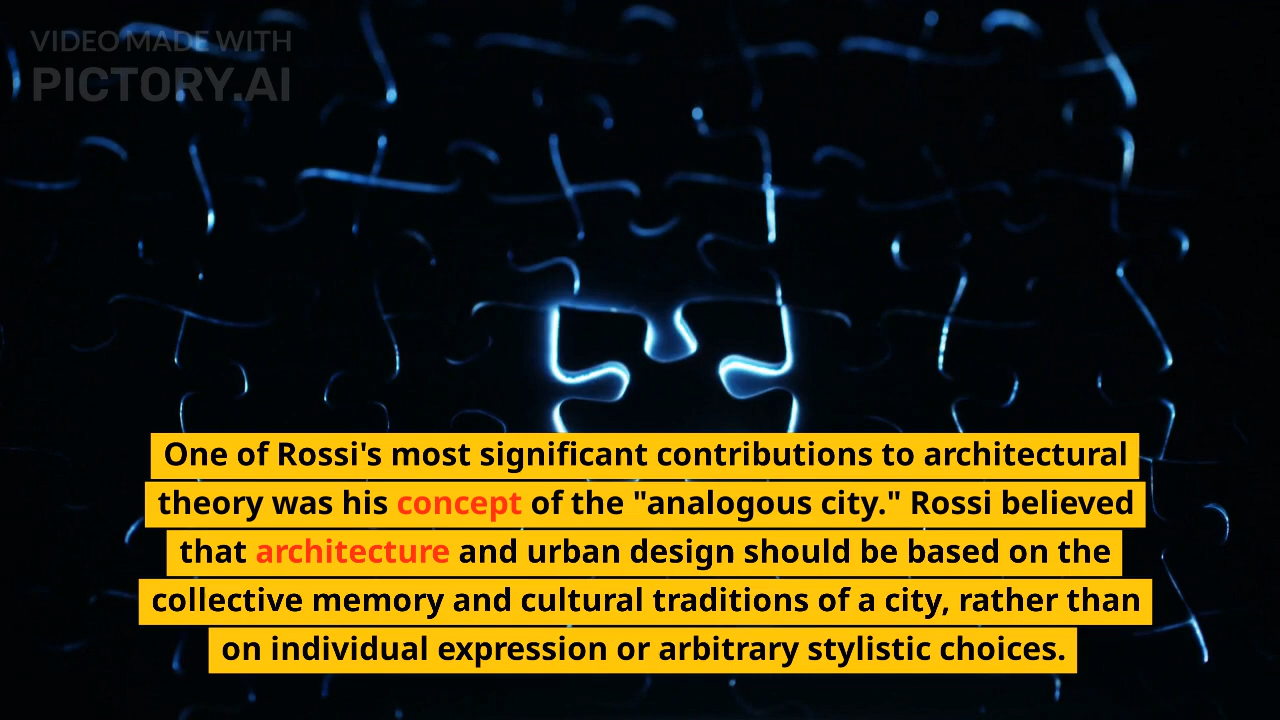 VIDEO MADE WITH
PICTORY.AI
One of Rossi's most significant contributions to architectural
theory was his concept of the "analogous city." Rossi believed
that architecture and urban design should be based on the
collective memory and cultural traditions of a city, rather than
on individual expression or arbitrary stylistic choices.